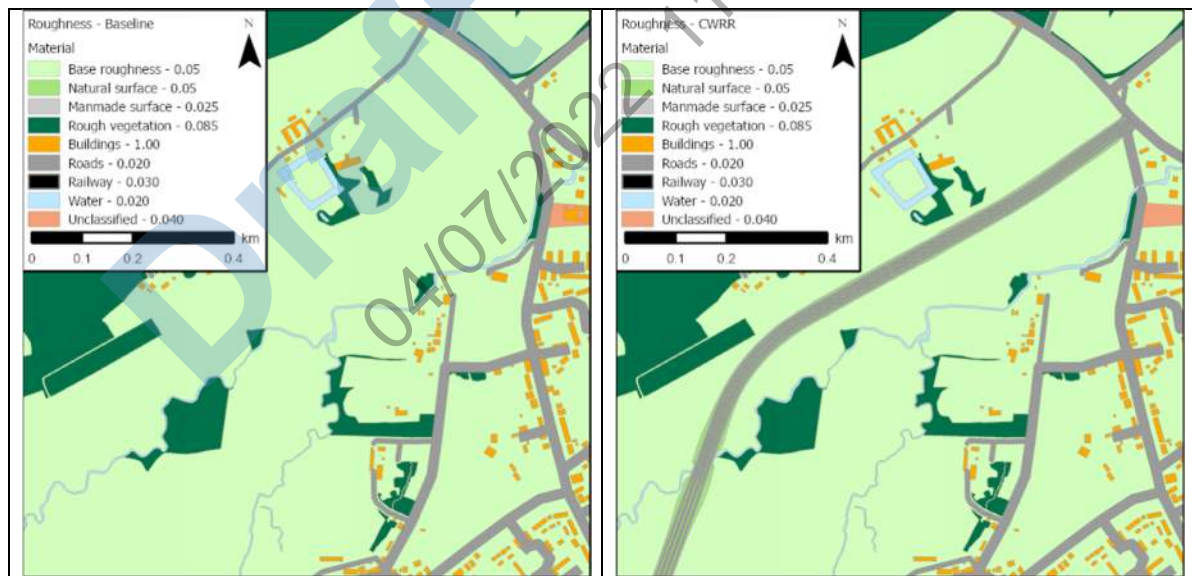 Roughness - Baseline
N
Material
Base roughness - 0.05
Natural surface - 0.05
Manmade surface - 0.025
Rough vegetation - 0.085
Buildings - 1.00
Roads - 0.020
Railway - 0.030
Water - 0.020
Unclassified - 0.040
km
0 0.1 0.2 0.4
Roughness - CWRR
N
Material
Base roughness - 0.05
Natural surface - 0.05
Manmade surface - 0.025
Rough vegetation - 0.085
Buildings - 1.00
Roads - 0.020
Railway - 0.030
Water - 0.020
Unclassified - 0.040
km
0 0.1 0.2 0.4
Draft
04/07/2022